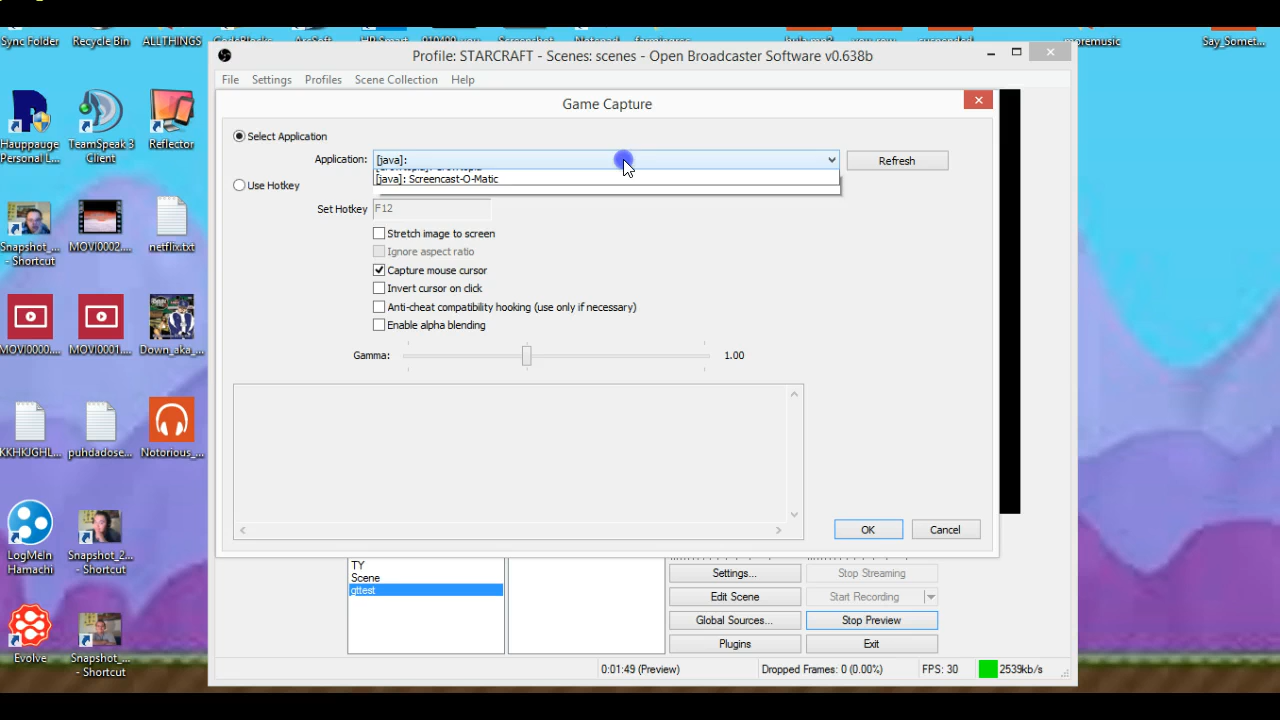 Sync Folder
Recycle Bin
ALLTHINGS
moremusic
Say_Somet...
Profile: STARCRAFT - Scenes: scenes - Open Broadcaster Software v0.638b
File Settings Profiles Scene Collection Help
Game Capture
Select Application
Application: [java]: Refresh
[java]: Screencast-O-Matic
Use Hotkey
Set Hotkey F12
Stretch image to screen
Ignore aspect ratio
Capture mouse cursor
Invert cursor on click
Anti-cheat compatibility hooking (use only if necessary)
Enable alpha blending
Gamma: 1.00
OK Cancel
TY
Scene
gttest
Settings... Stop Streaming
Edit Scene Start Recording
Global Sources... Stop Preview
Plugins Exit
0:01:49 (Preview) Dropped Frames: 0 (0.00%) FPS: 30 2539kb/s
Hauppauge
Personal L...
TeamSpeak 3
Client
Reflector
Snapshot_...
- Shortcut
MOVI0002....
netflix.txt
MOVI0000....
MOVI0001....
Down_aka_...
KKHKJGHL...
puhdadose...
Notorious_...
LogMeIn
Hamachi
Snapshot_2...
- Shortcut
Evolve
Snapshot_...
- Shortcut